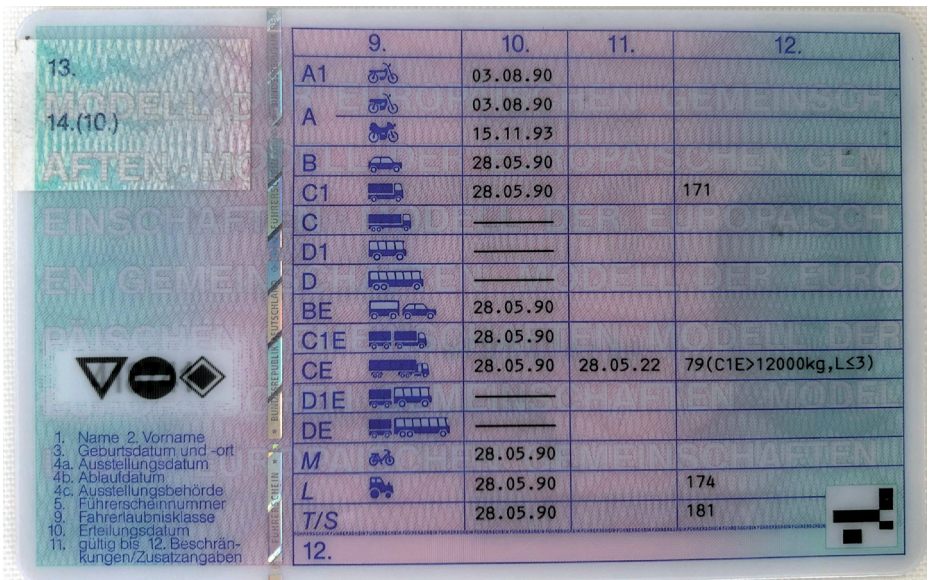 13.
14.(10.)
1. Name 2. Vorname
3. Geburtsdatum und -ort
4a. Ausstellungsdatum
4b. Ablaufdatum
4c. Ausstellungsbehörde
5. Führerscheinnummer
9. Fahrerlaubnisklasse
10. Erteilungsdatum
11. gültig bis 12. Beschrän-
kungen/Zusatzangaben
9. 10. 11. 12.
A1 03.08.90
A 03.08.90
15.11.93
B 28.05.90
C1 28.05.90 171
C
D1
D
BE 28.05.90
C1E 28.05.90
CE 28.05.90 28.05.22 79(C1E>12000kg,L≤3)
D1E
DE
M 28.05.90
L 28.05.90 174
T/S 28.05.90 181
12.